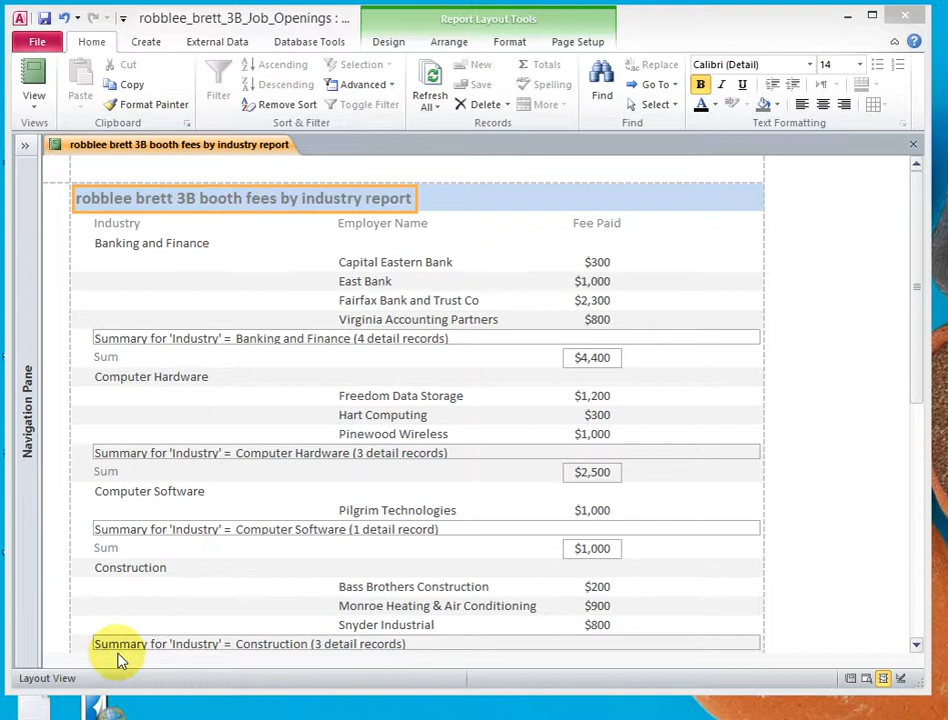 robblee_brett_3B_Job_Openings : ...
Report Layout Tools
File Home Create External Data Database Tools Design Arrange Format Page Setup
View
Views
Paste
Cut
Copy
Format Painter
Clipboard
Filter
Ascending
Descending
Remove Sort
Selection
Advanced
Toggle Filter
Sort & Filter
Refresh
All
New
Save
Delete
Totals
Spelling
More
Records
Find
Replace
Go To
Select
Find
Calibri (Detail) 14
B I U
A
Text Formatting
robblee brett 3B booth fees by industry report
Navigation Pane
robblee brett 3B booth fees by industry report
Industry Employer Name Fee Paid
Banking and Finance
Capital Eastern Bank $300
East Bank $1,000
Fairfax Bank and Trust Co $2,300
Virginia Accounting Partners $800
Summary for 'Industry' = Banking and Finance (4 detail records)
Sum $4,400
Computer Hardware
Freedom Data Storage $1,200
Hart Computing $300
Pinewood Wireless $1,000
Summary for 'Industry' = Computer Hardware (3 detail records)
Sum $2,500
Computer Software
Pilgrim Technologies $1,000
Summary for 'Industry' = Computer Software (1 detail record)
Sum $1,000
Construction
Bass Brothers Construction $200
Monroe Heating & Air Conditioning $900
Snyder Industrial $800
Summary for 'Industry' = Construction (3 detail records)
Layout View